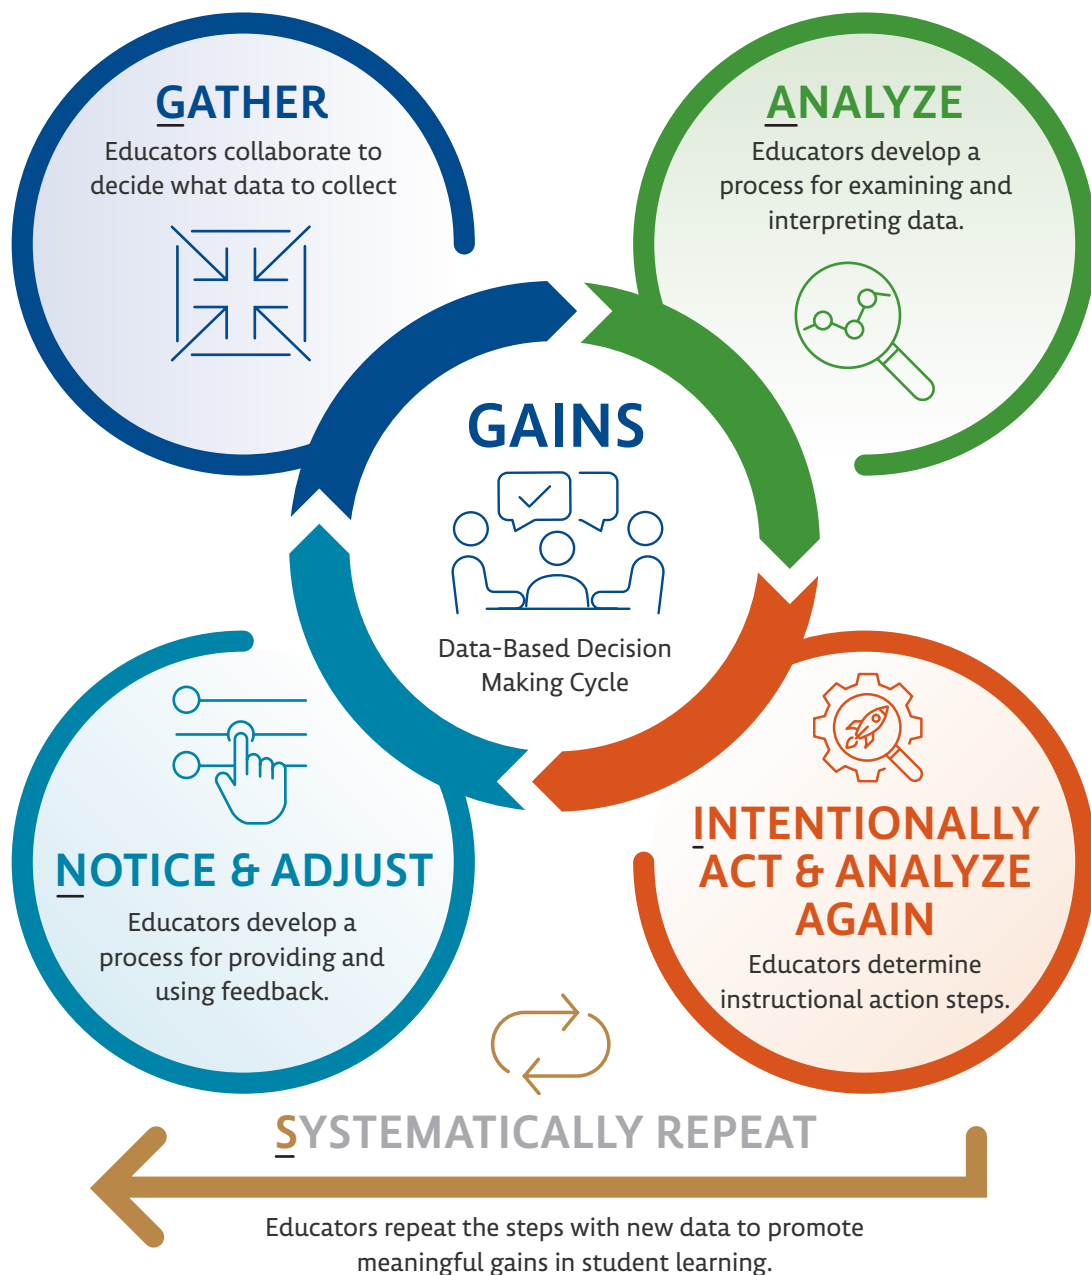 GATHER
Educators collaborate to
decide what data to collect
ANALYZE
Educators develop a
process for examining and
interpreting data.
GAINS
Data-Based Decision
Making Cycle
INTENTIONALLY
ACT & ANALYZE
AGAIN
Educators determine
instructional action steps.
NOTICE & ADJUST
Educators develop a
process for providing and
using feedback.
SYSTEMATICALLY REPEAT
Educators repeat the steps with new data to promote
meaningful gains in student learning.